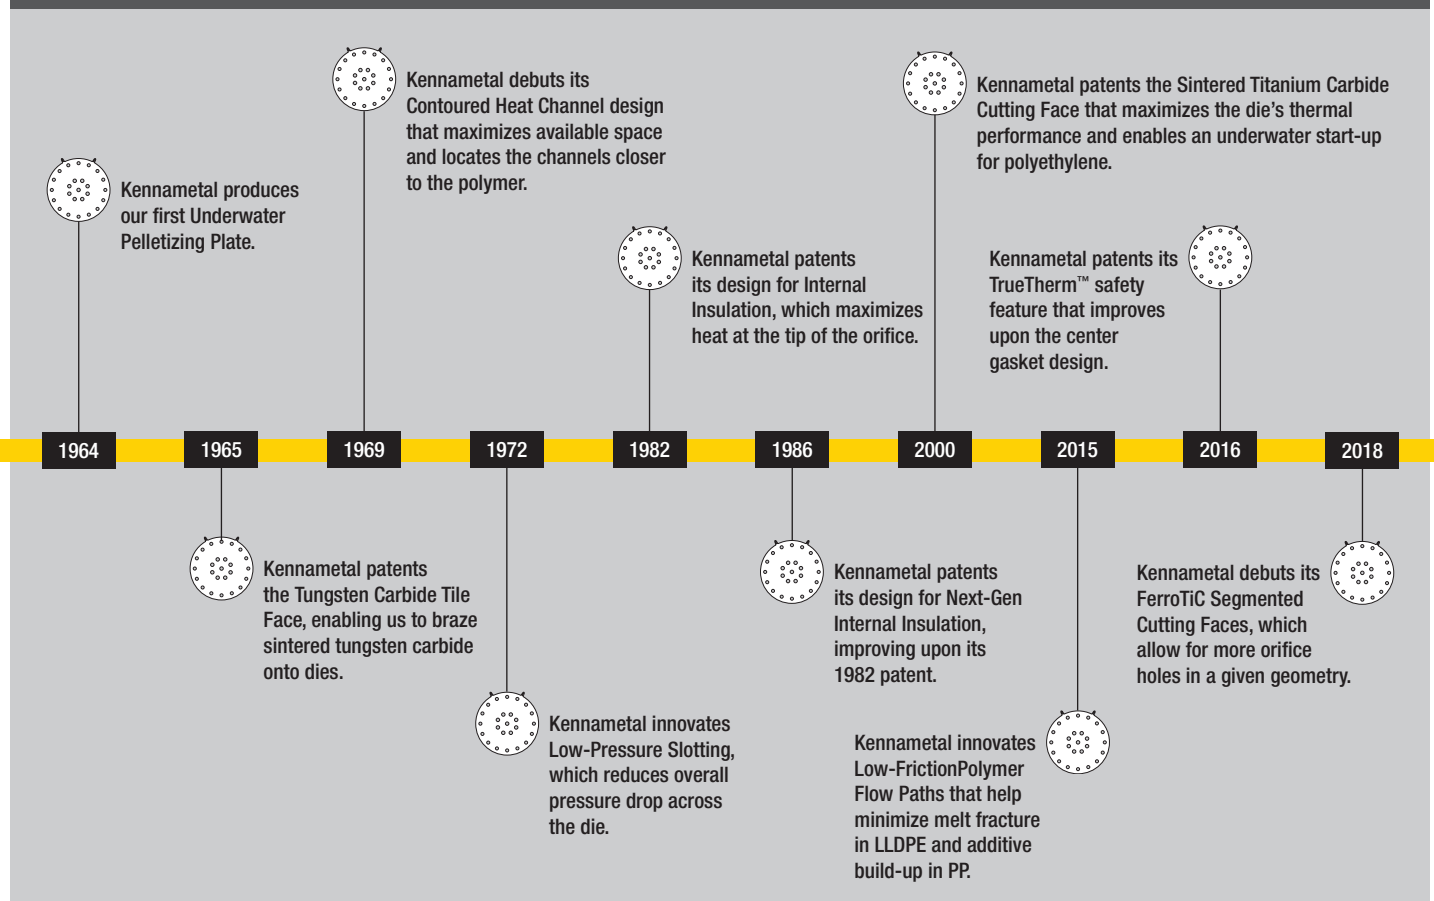 Kennametal produces
our first Underwater
Pelletizing Plate.
Kennametal debuts its
Contoured Heat Channel design
that maximizes available space
and locates the channels closer
to the polymer.
Kennametal patents
its design for Internal
Insulation, which maximizes
heat at the tip of the orifice.
Kennametal patents the Sintered Titanium Carbide
Cutting Face that maximizes the die’s thermal
performance and enables an underwater start-up
for polyethylene.
Kennametal patents its
TrueTherm™ safety
feature that improves
upon the center
gasket design.
1964
1965
1969
1972
1982
1986
2000
2015
2016
2018
Kennametal patents
the Tungsten Carbide Tile
Face, enabling us to braze
sintered tungsten carbide
onto dies.
Kennametal innovates
Low-Pressure Slotting,
which reduces overall
pressure drop across
the die.
Kennametal patents
its design for Next-Gen
Internal Insulation,
improving upon its
1982 patent.
Kennametal innovates
Low-FrictionPolymer
Flow Paths that help
minimize melt fracture
in LLDPE and additive
build-up in PP.
Kennametal debuts its
FerroTiC Segmented
Cutting Faces, which
allow for more orifice
holes in a given geometry.